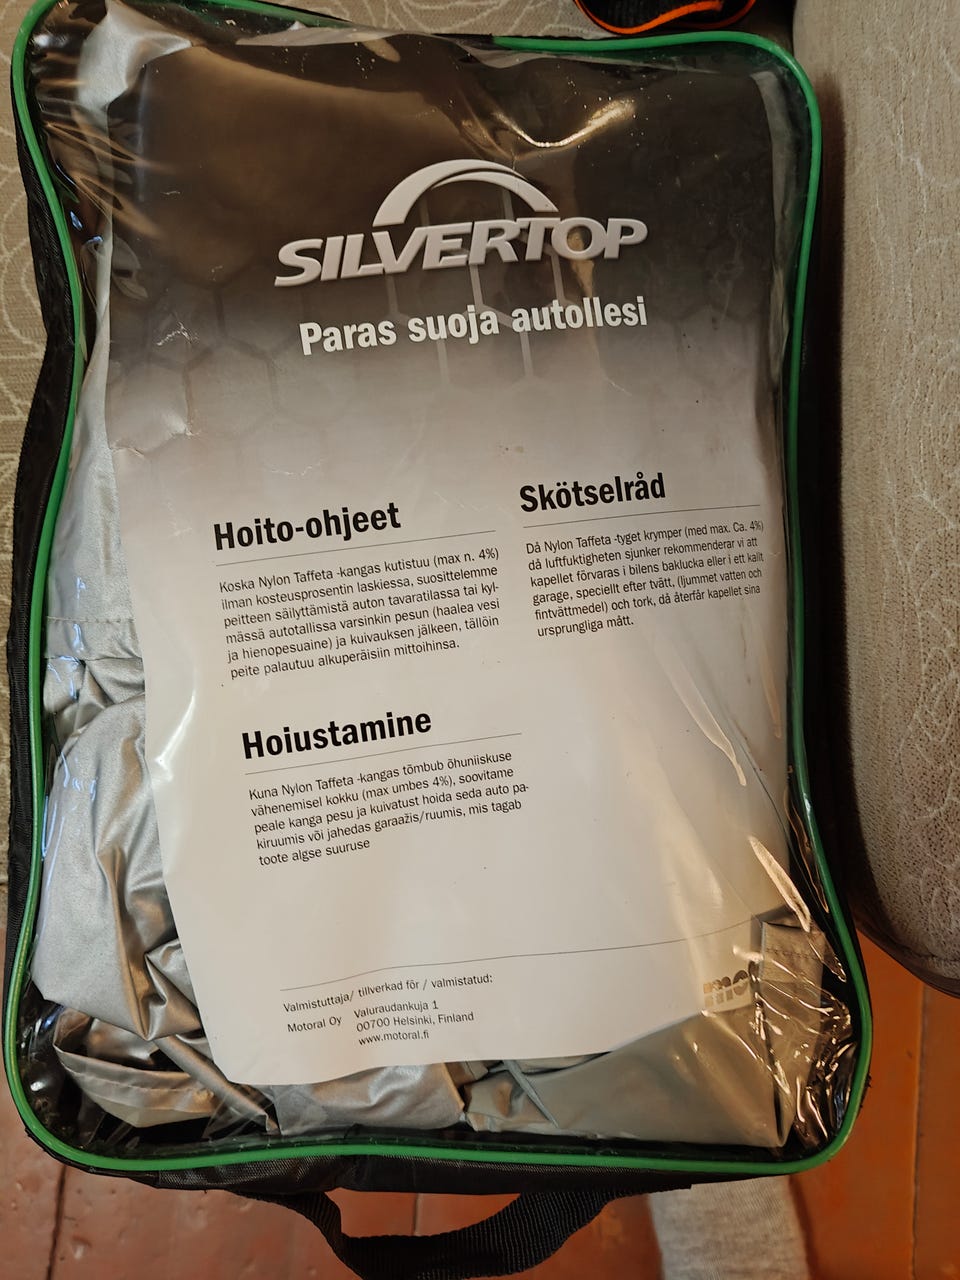 SILVERTOP
Paras suoja autollesi
Hoito-ohjeet
Koska Nylon Taffeta -kangas kutistuu (max n. 4%)
ilman kosteusprosentin laskiessa, suosittelemme
peitteen säilyttämistä auton tavaratilassa tai kyl-
mässä autotallissa varsinkin pesun (haalea vesi
ja hienopesuaine) ja kuivauksen jälkeen, tällöin
peite palautuu alkuperäisiin mittoihinsa.
Skötselråd
Då Nylon Taffeta -tyget krymper (med max. Ca. 4%)
då luftfuktigheten sjunker rekommenderar vi att
kapellet förvaras i bilens baklucka eller i ett kallt
garage, speciellt efter tvätt, (ljummet vatten och
fintvättmedel) och tork, då återfår kapellet sina
ursprungliga mått.
Hoiustamine
Kuna Nylon Taffeta -kangas tõmbub õhuniiskuse
vähenemisel kokku (max umbes 4%), soovitame
peale kanga pesu ja kuivatust hoida seda auto pa-
kiruumis või jahedas garaažis/ruumis, mis tagab
toote algse suuruse
Valmistuttaja/ tillverkad för / valmistatud:
Motoral Oy Valuraudankuja 1
00700 Helsinki, Finland
www.motoral.fi